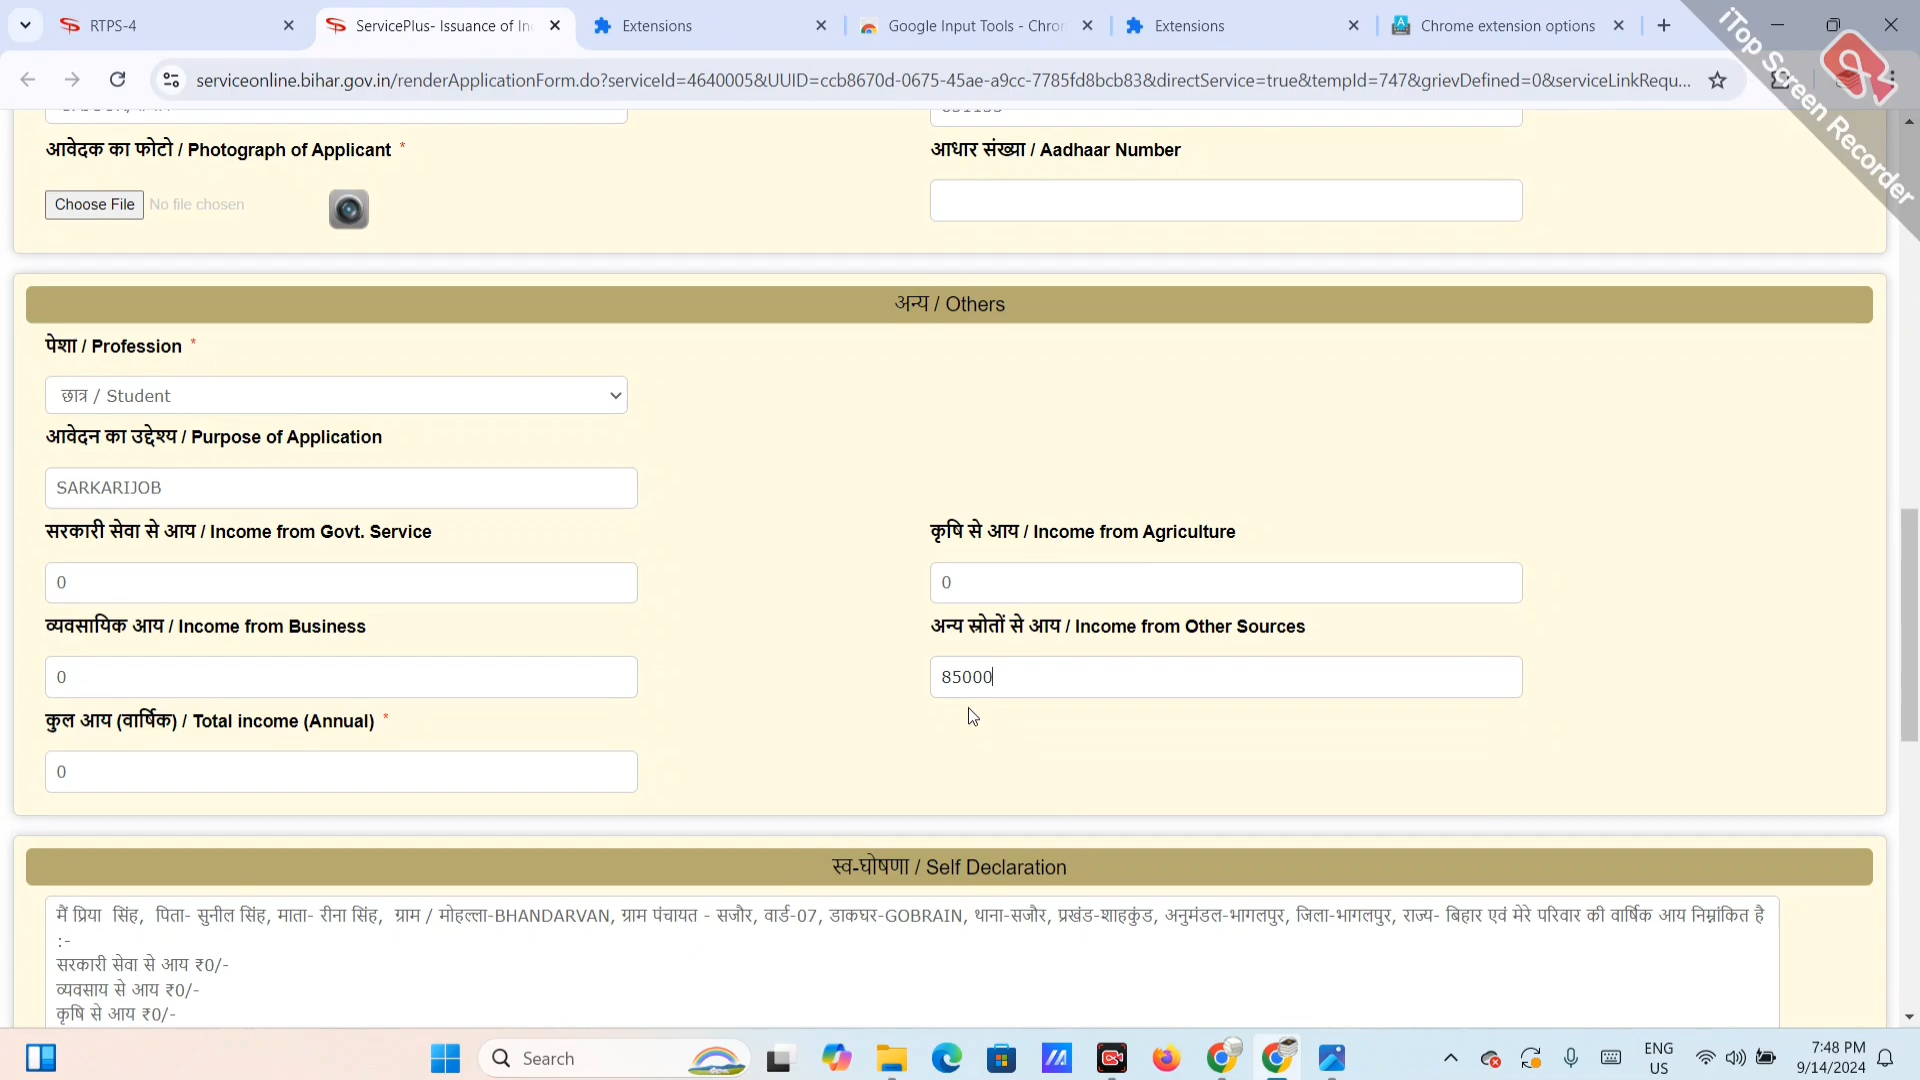 RTPS-4
ServicePlus- Issuance of Inc
Extensions
Google Input Tools - Chron
Extensions
Chrome extension options
serviceonline.bihar.gov.in/renderApplicationForm.do?serviceId=4640005&UUID=ccb8670d-0675-45ae-a9cc-7785fd8bcb83&directService=true&tempId=747&grievDefined=0&serviceLinkRequ...
iTop Screen Recorder
आवेदक का फोटो / Photograph of Applicant *
आधार संख्या / Aadhaar Number
Choose File No file chosen
अन्य / Others
पेशा / Profession *
छात्र / Student
आवेदन का उद्देश्य / Purpose of Application
SARKARIJOB
सरकारी सेवा से आय / Income from Govt. Service
कृषि से आय / Income from Agriculture
0
0
व्यवसायिक आय / Income from Business
अन्य स्रोतों से आय / Income from Other Sources
0
85000
कुल आय (वार्षिक) / Total income (Annual) *
0
स्व-घोषणा / Self Declaration
मैं प्रिया सिंह, पिता- सुनील सिंह, माता- रीना सिंह, ग्राम / मोहल्ला-BHANDARVAN, ग्राम पंचायत - सजौर, वार्ड-07, डाकघर-GOBRAIN, थाना-सजौर, प्रखंड-शाहकुंड, अनुमंडल-भागलपुर, जिला-भागलपुर, राज्य- बिहार एवं मेरे परिवार की वार्षिक आय निम्नांकित है
:-
सरकारी सेवा से आय ₹0/-
व्यवसाय से आय ₹0/-
कृषि से आय ₹0/-
Search
ENG
US
7:48 PM
9/14/2024